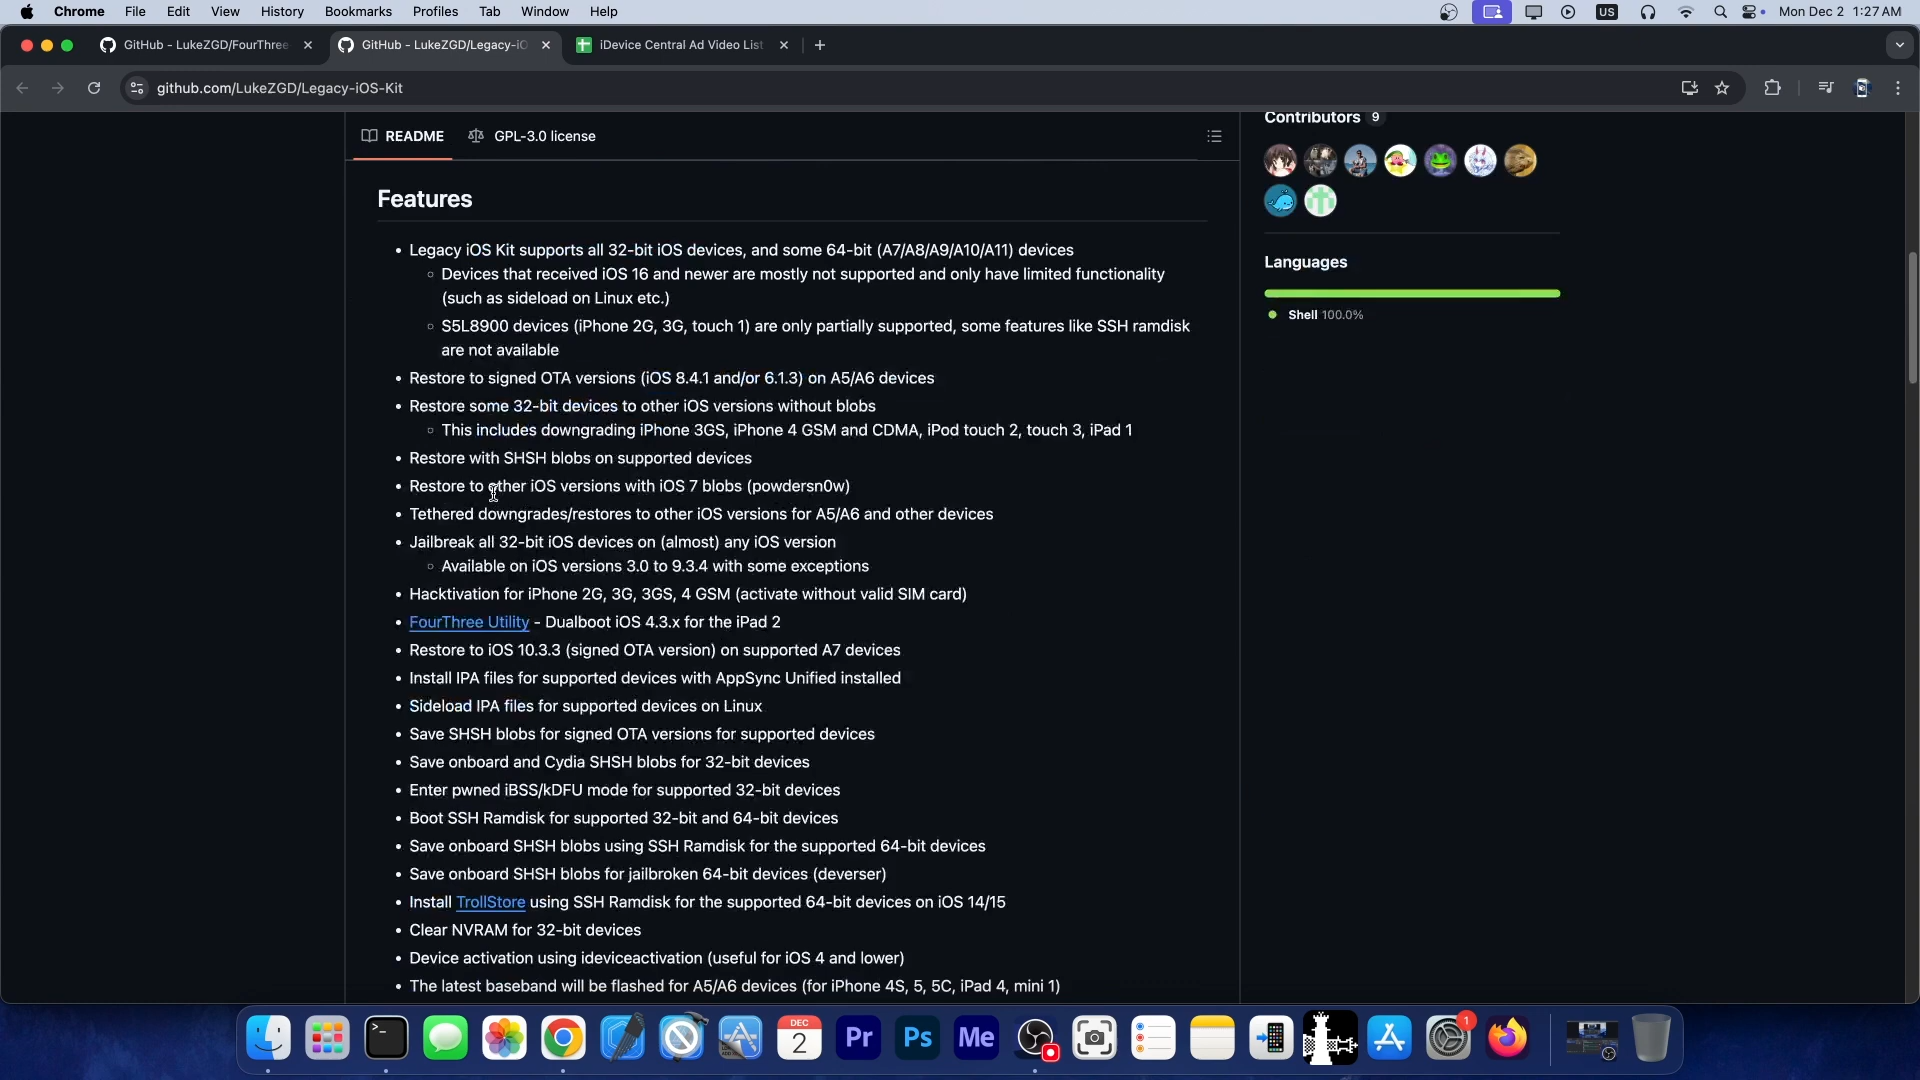 Chrome File Edit View History Bookmarks Profiles Tab Window Help
US
Mon Dec 2 1:27 AM
GitHub - LukeZGD/FourThree
GitHub - LukeZGD/Legacy-iO
iDevice Central Ad Video List
github.com/LukeZGD/Legacy-iOS-Kit
README
GPL-3.0 license
Features
• Legacy iOS Kit supports all 32-bit iOS devices, and some 64-bit (A7/A8/A9/A10/A11) devices
Devices that received iOS 16 and newer are mostly not supported and only have limited functionality
(such as sideload on Linux etc.)
S5L8900 devices (iPhone 2G, 3G, touch 1) are only partially supported, some features like SSH ramdisk
are not available
• Restore to signed OTA versions (iOS 8.4.1 and/or 6.1.3) on A5/A6 devices
• Restore some 32-bit devices to other iOS versions without blobs
This includes downgrading iPhone 3GS, iPhone 4 GSM and CDMA, iPod touch 2, touch 3, iPad 1
• Restore with SHSH blobs on supported devices
• Restore to other iOS versions with iOS 7 blobs (powdersn0w)
• Tethered downgrades/restores to other iOS versions for A5/A6 and other devices
• Jailbreak all 32-bit iOS devices on (almost) any iOS version
Available on iOS versions 3.0 to 9.3.4 with some exceptions
• Hacktivation for iPhone 2G, 3G, 3GS, 4 GSM (activate without valid SIM card)
• FourThree Utility - Dualboot iOS 4.3.x for the iPad 2
• Restore to iOS 10.3.3 (signed OTA version) on supported A7 devices
• Install IPA files for supported devices with AppSync Unified installed
• Sideload IPA files for supported devices on Linux
• Save SHSH blobs for signed OTA versions for supported devices
• Save onboard and Cydia SHSH blobs for 32-bit devices
• Enter pwned iBSS/kDFU mode for supported 32-bit devices
• Boot SSH Ramdisk for supported 32-bit and 64-bit devices
• Save onboard SHSH blobs using SSH Ramdisk for the supported 64-bit devices
• Save onboard SHSH blobs for jailbroken 64-bit devices (deverser)
• Install TrollStore using SSH Ramdisk for the supported 64-bit devices on iOS 14/15
• Clear NVRAM for 32-bit devices
• Device activation using ideviceactivation (useful for iOS 4 and lower)
• The latest baseband will be flashed for A5/A6 devices (for iPhone 4S, 5, 5C, iPad 4, mini 1)
Contributors 9
Languages
Shell 100.0%
DEC
2
Pr
Ps
Me
1